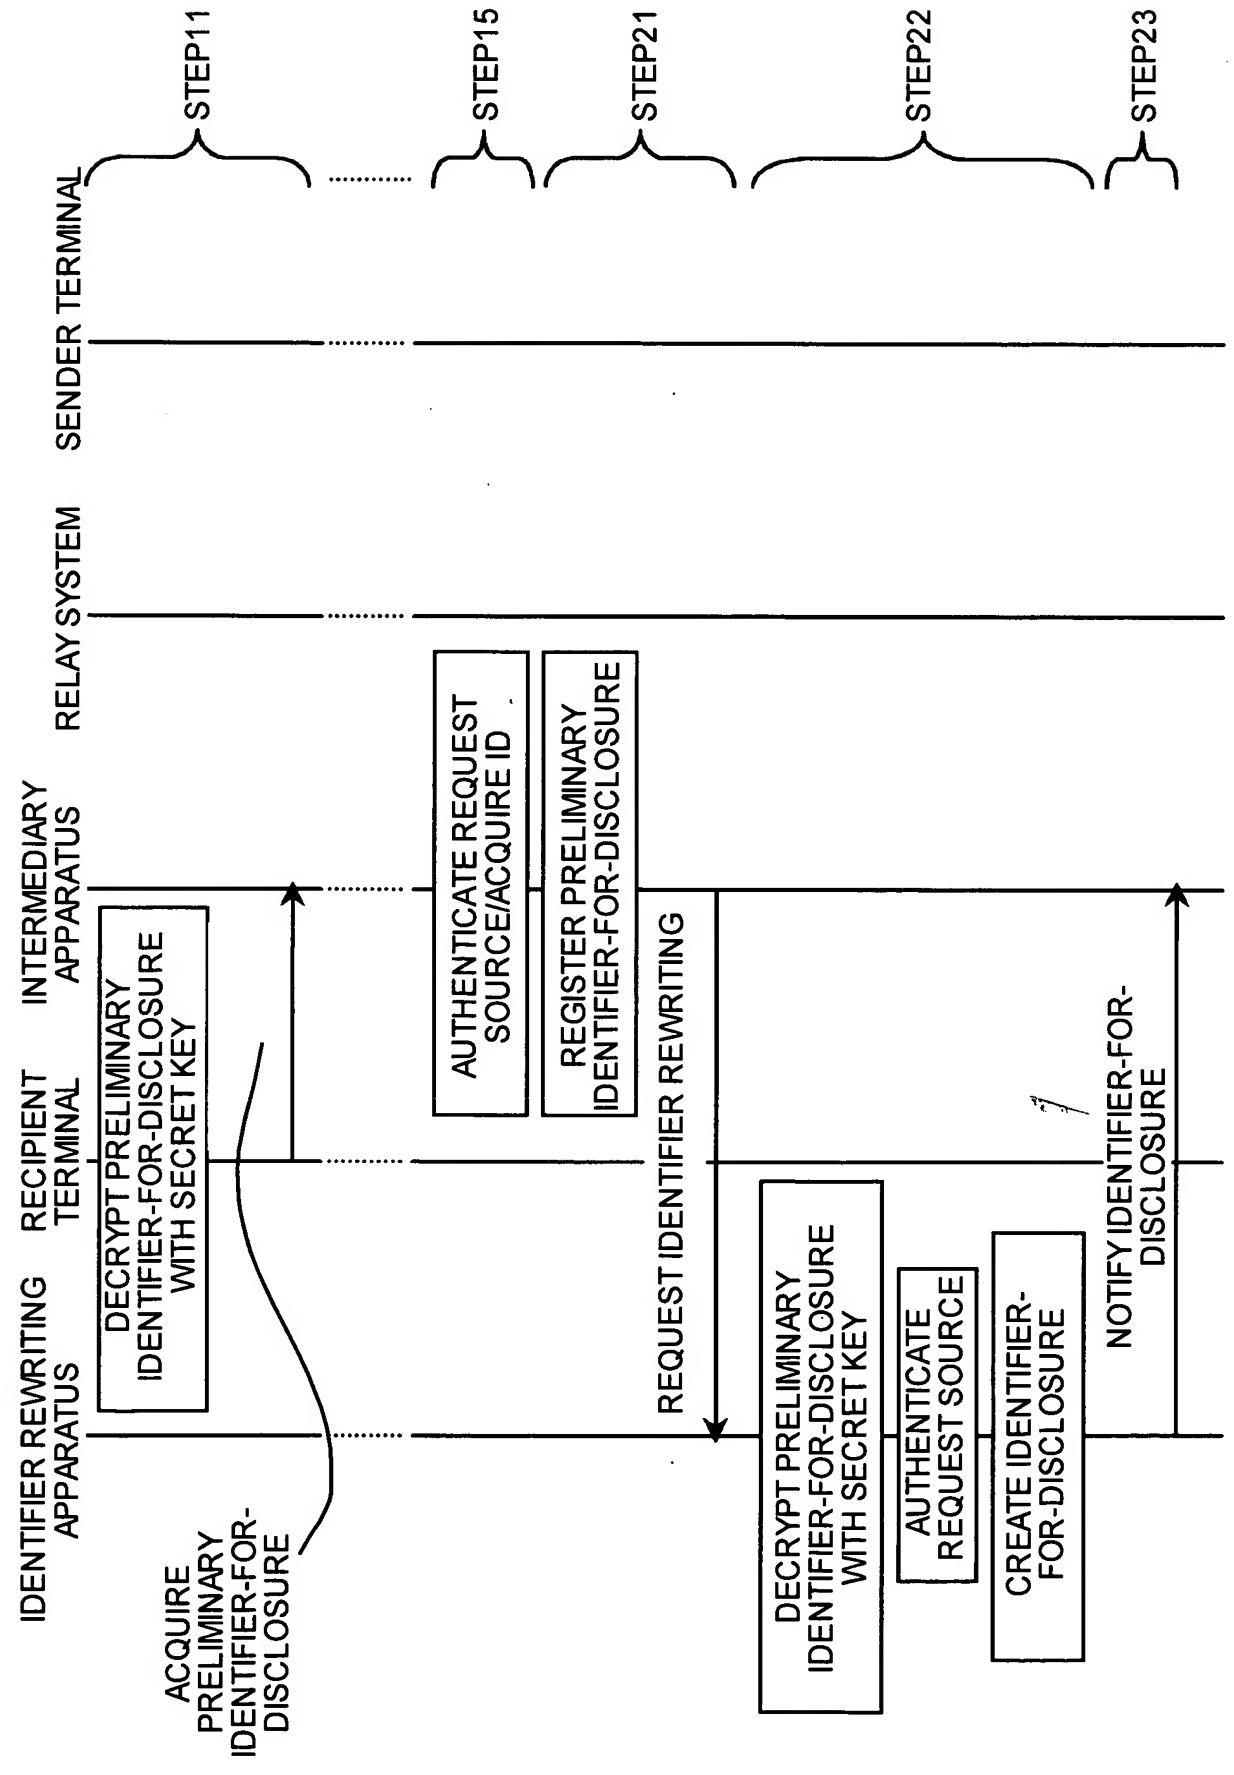 IDENTIFIER REWRITING
APPARATUS
RECIPIENT
TERMINAL
INTERMEDIARY
APPARATUS
RELAY SYSTEM
SENDER TERMINAL
DECRYPT PRELIMINARY
IDENTIFIER-FOR-DISCLOSURE
WITH SECRET KEY
STEP11
ACQUIRE
PRELIMINARY
IDENTIFIER-FOR-
DISCLOSURE
AUTHENTICATE REQUEST
SOURCE/ACQUIRE ID
STEP15
REGISTER PRELIMINARY
IDENTIFIER-FOR-DISCLOSURE
STEP21
REQUEST IDENTIFIER REWRITING
DECRYPT PRELIMINARY
IDENTIFIER-FOR-DISCLOSURE
WITH SECRET KEY
STEP22
AUTHENTICATE
REQUEST SOURCE
CREATE IDENTIFIER-
FOR-DISCLOSURE
NOTIFY IDENTIFIER-FOR-
DISCLOSURE
STEP23